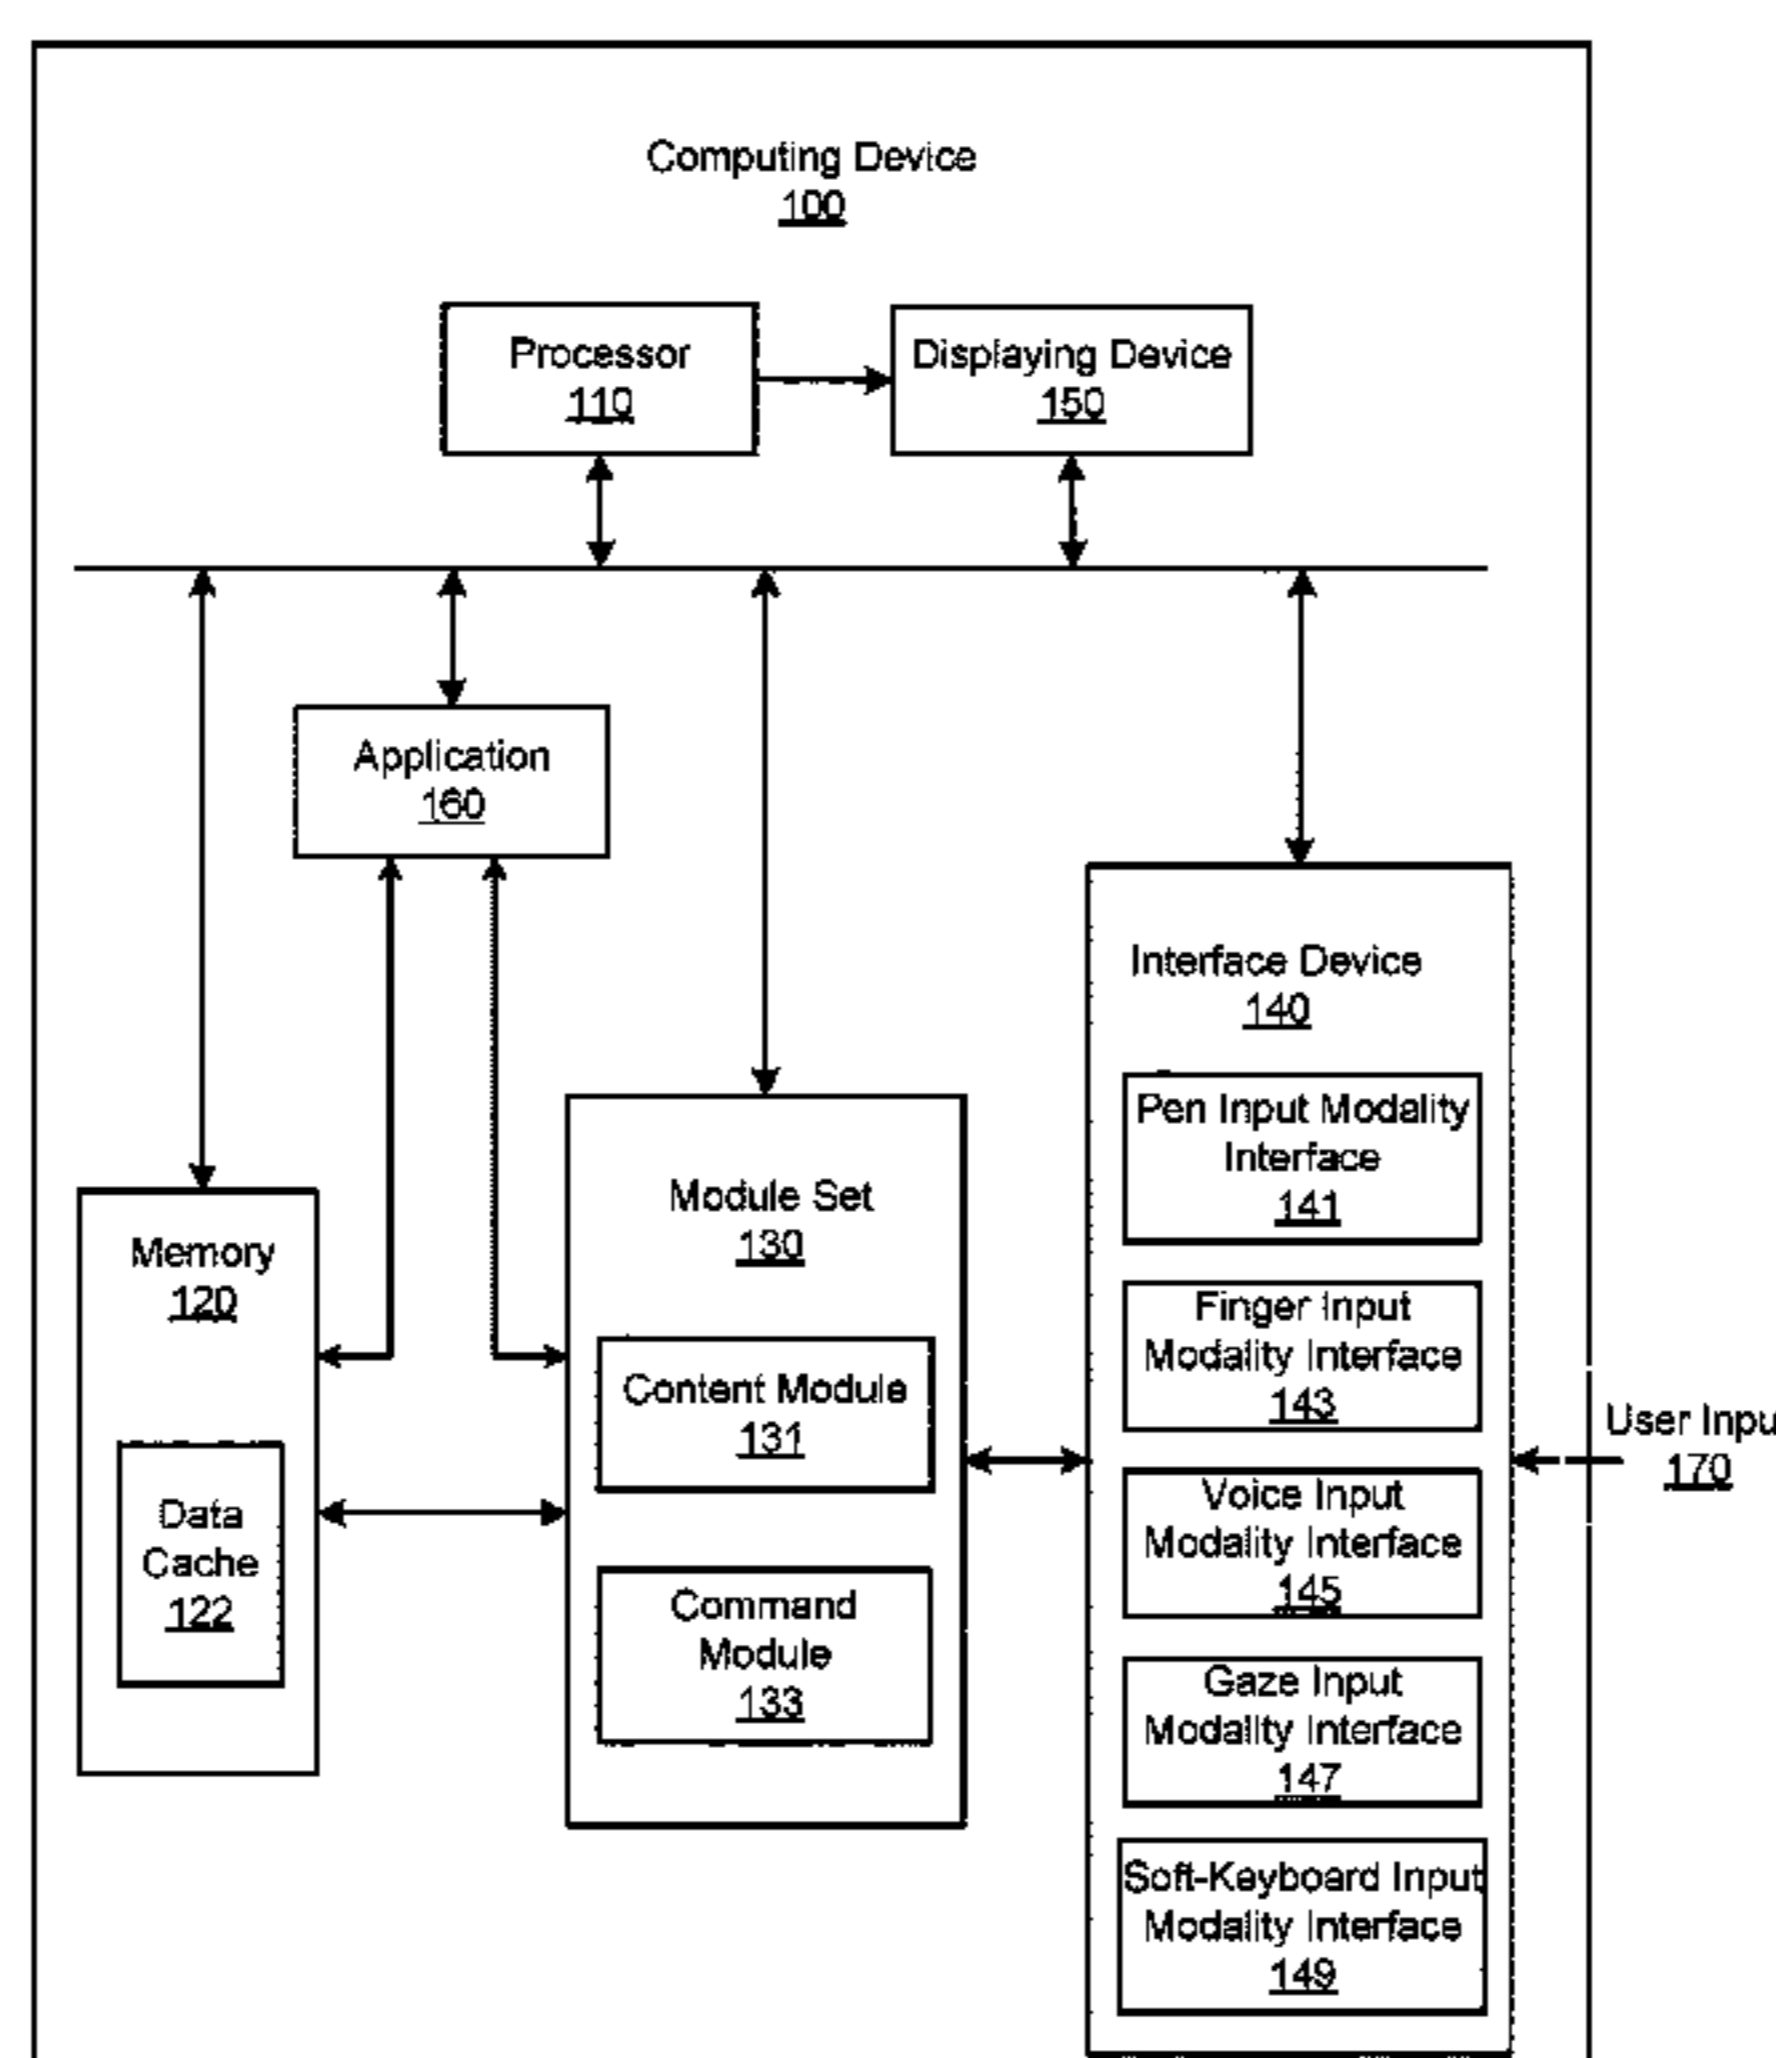 Computing Device
100
Processor
110
Displaying Device
150
Application
160
Interface Device
140
Pen Input Modality
Interface
141
Module Set
130
Memory
120
Finger Input
Modality Interface
143
Content Module
131
User Inpu
170
Voice Input
Modality Interface
145
Data
Cache
122
Command
Module
133
Gaze Input
Modality Interface
147
Soft-Keyboard Input
Modality Interface
149